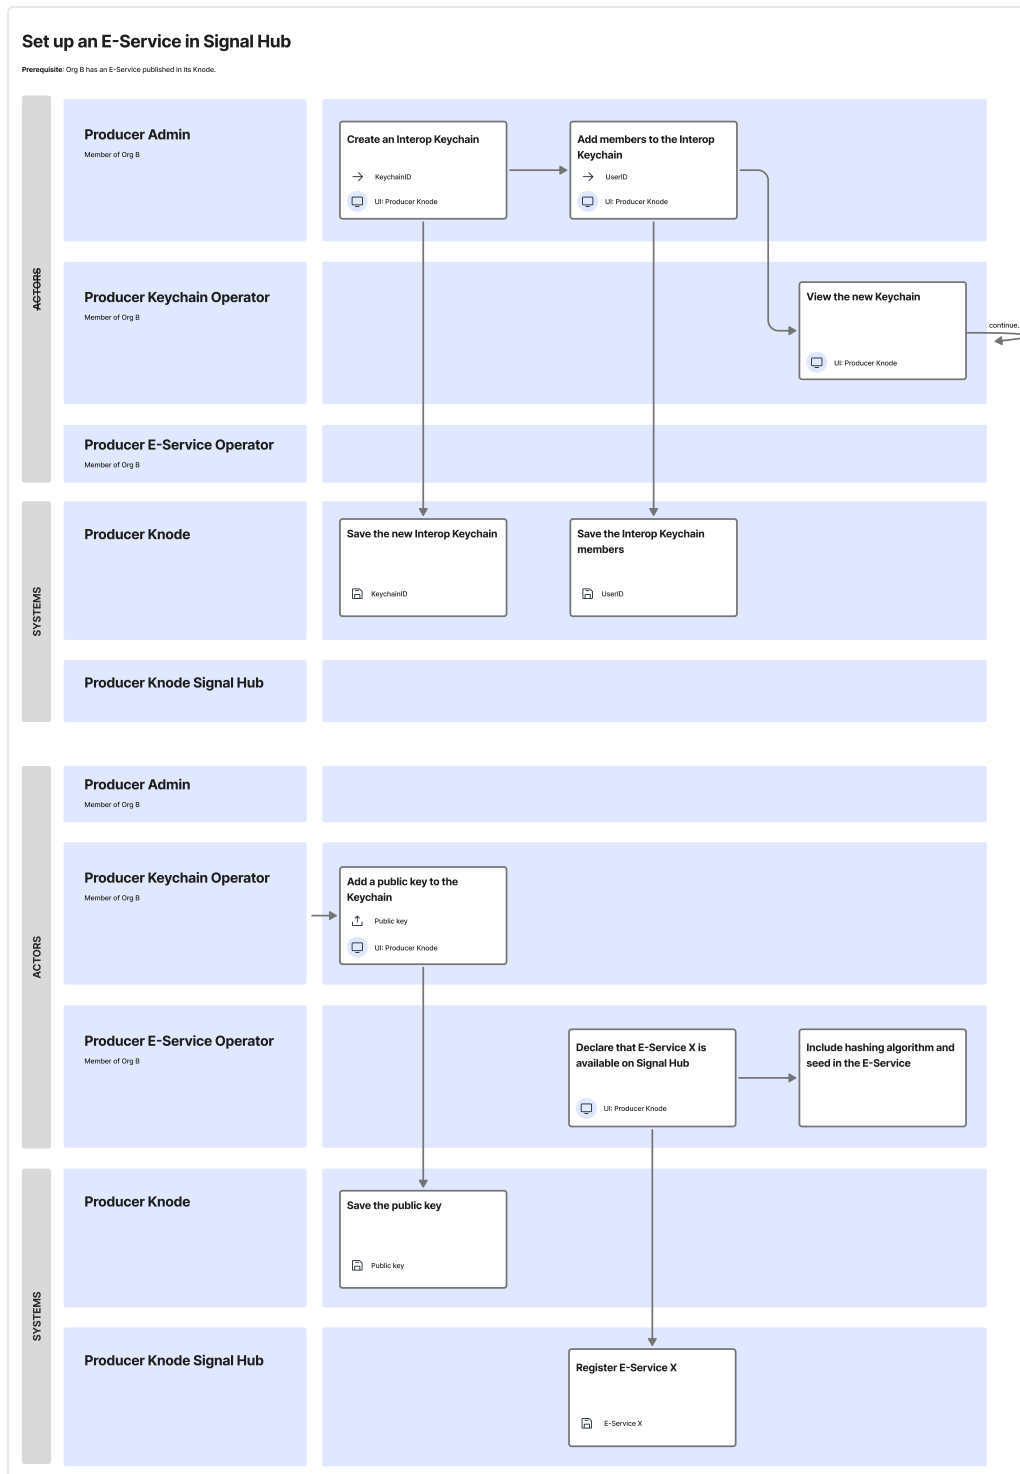 Set up an E-Service in Signal Hub
Prerequisite: Org B has an E-Service published in its Knode.
ACTORS
Producer Admin
Member of Org B
Create an Interop Keychain
KeychainID
UI: Producer Knode
Add members to the Interop
Keychain
UserID
UI: Producer Knode
Producer Keychain Operator
Member of Org B
View the new Keychain
UI: Producer Knode
continue.
Producer E-Service Operator
Member of Org B
SYSTEMS
Producer Knode
Save the new Interop Keychain
KeychainID
Save the Interop Keychain
members
UserID
Producer Knode Signal Hub
ACTORS
Producer Admin
Member of Org B
Producer Keychain Operator
Member of Org B
Add a public key to the
Keychain
Public key
UI: Producer Knode
Producer E-Service Operator
Member of Org B
Declare that E-Service X is
available on Signal Hub
UI: Producer Knode
Include hashing algorithm and
seed in the E-Service
SYSTEMS
Producer Knode
Save the public key
Public key
Producer Knode Signal Hub
Register E-Service X
E-Service X